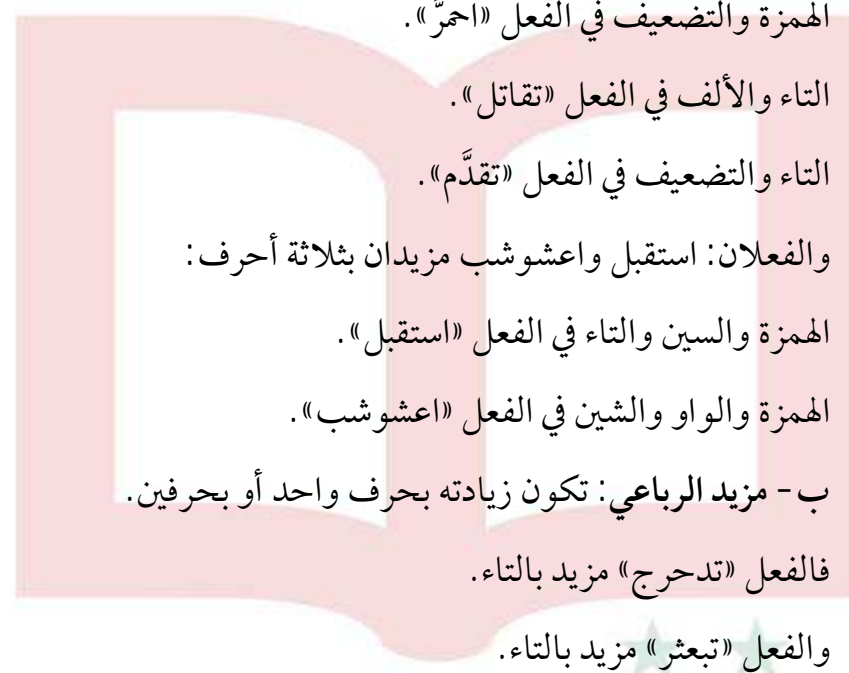 الهمزة والتضعيف في الفعل «احمرَّ».
التاء والألف في الفعل «تقاتل».
التاء والتضعيف في الفعل «تقدَّم».
والفعلان: استقبل واعشوشب مزيدان بثلاثة أحرف:
الهمزة والسين والتاء في الفعل «استقبل».
الهمزة والواو والشين في الفعل «اعشوشب».
ب- مزيد الرباعي: تكون زيادته بحرف واحد أو بحرفين.
فالفعل «تدحرج» مزيد بالتاء.
والفعل «تبعثر» مزيد بالتاء.